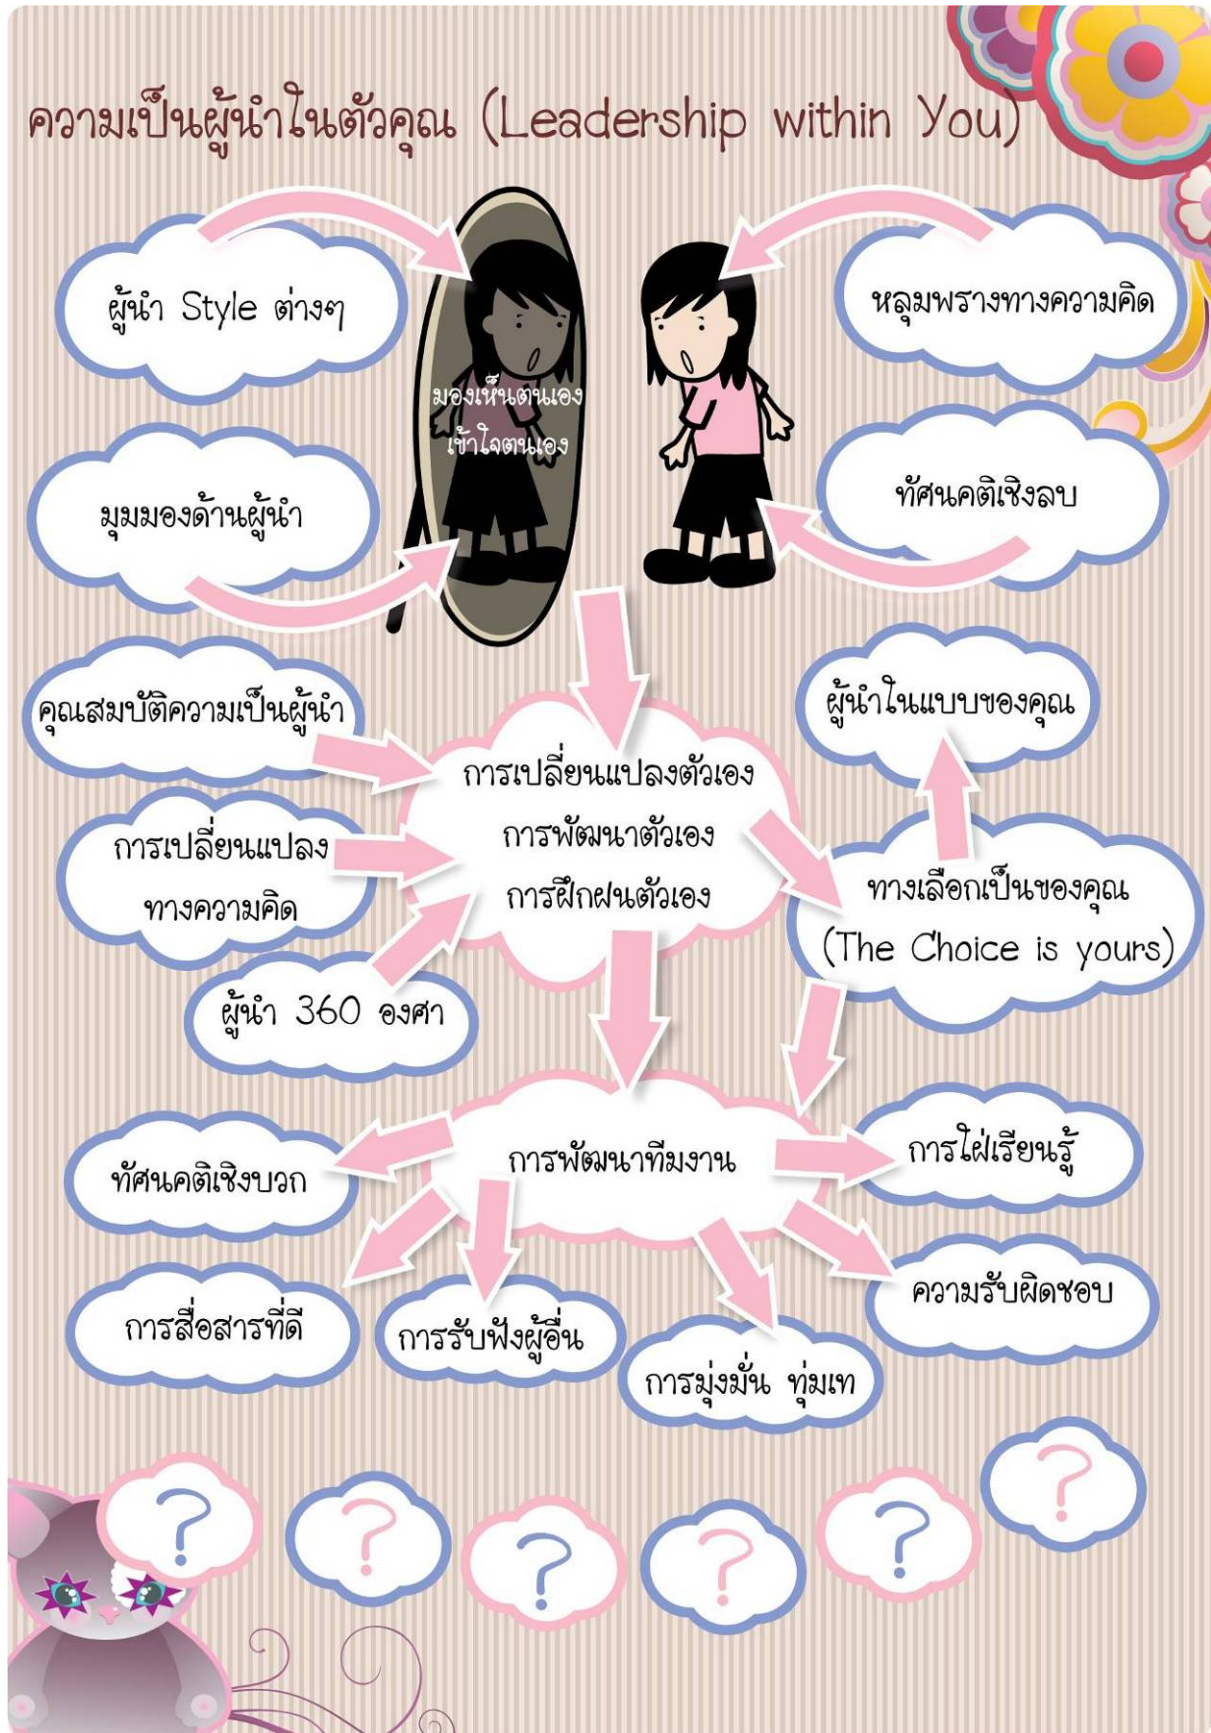 ความเป็นผู้นำในตัวคุณ (Leadership within You)
ผู้นำ Style ต่างๆ
หลุมพรางทางความคิด
มองเห็นตนเอง
เข้าใจตนเอง
มุมมองด้านผู้นำ
ทัศนคติเชิงลบ
คุณสมบัติความเป็นผู้นำ
ผู้นำในแบบของคุณ
การเปลี่ยนแปลงตัวเอง
การพัฒนาตัวเอง
การฝึกฝนตัวเอง
การเปลี่ยนแปลง
ทางความคิด
ทางเลือกเป็นของคุณ
(The Choice is yours)
ผู้นำ 360 องศา
การพัฒนาทีมงาน
ทัศนคติเชิงบวก
การใฝ่เรียนรู้
การสื่อสารที่ดี
การรับฟังผู้อื่น
การมุ่งมั่น ทุ่มเท
ความรับผิดชอบ
?
?
?
?
?
?